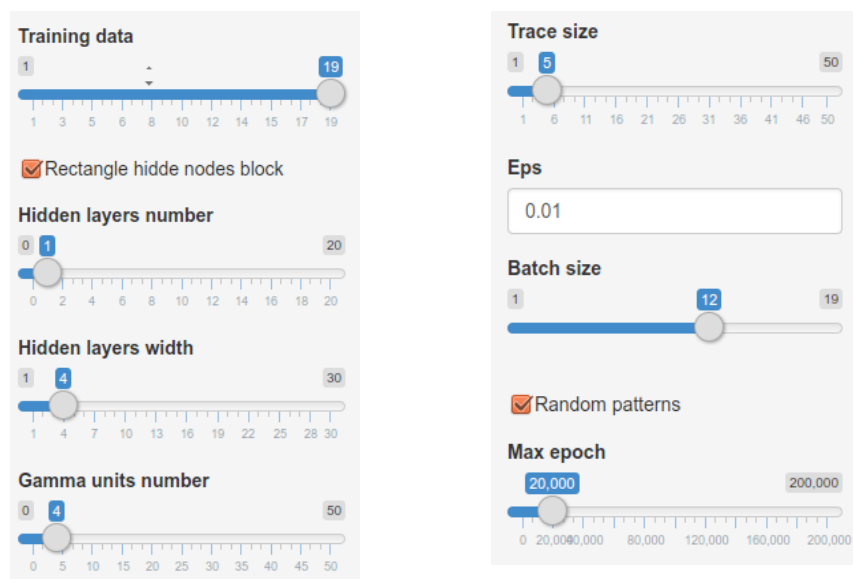 Training data
1 19
1 3 5 6 8 10 12 14 15 17 19
Rectangle hidde nodes block
Hidden layers number
0 1 20
0 2 4 6 8 10 12 14 16 18 20
Hidden layers width
1 4 30
1 4 7 10 13 16 19 22 25 28 30
Gamma units number
0 4 50
0 5 10 15 20 25 30 35 40 45 50
Trace size
1 5 50
1 6 11 16 21 26 31 36 41 46 50
Eps
0.01
Batch size
1 12 19
Random patterns
Max epoch
20,000 200,000
0 20,000 40,000 80,000 120,000 160,000 200,000